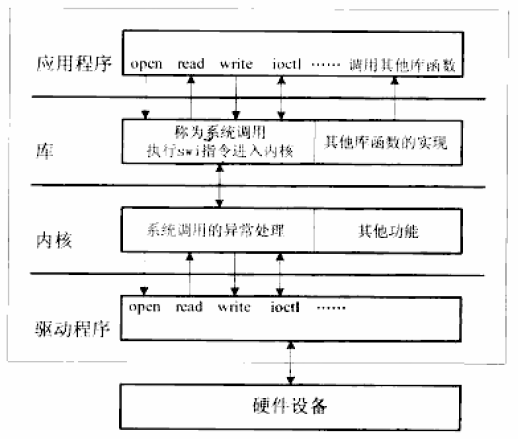 应用程序
open read write ioctl ······ 调用其他库函数
库
称为系统调用
执行swi指令进入内核
其他库函数的实现
内核
系统调用的异常处理
其他功能
open read write ioctl ······
驱动程序
硬件设备